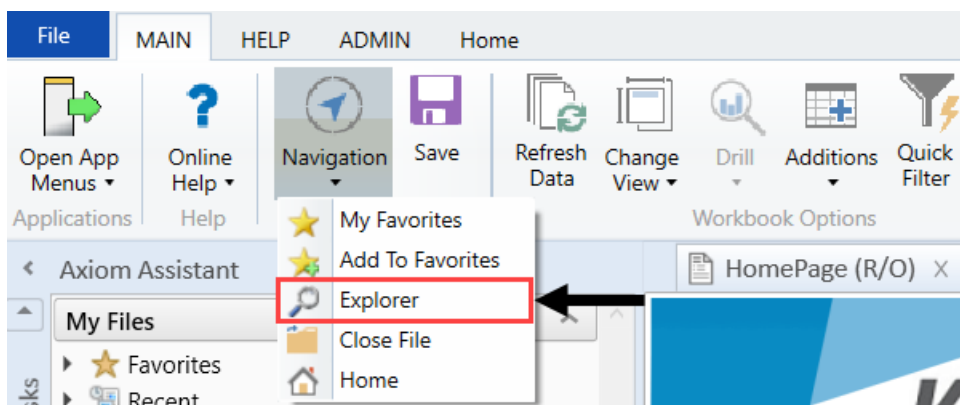 File MAIN HELP ADMIN Home
Open App Menus
Online Help
Navigation
Save
Refresh Data
Change View
Drill
Additions
Quick Filter
Applications
Help
Workbook Options
My Favorites
Add To Favorites
Explorer
Close File
Home
Axiom Assistant
HomePage (R/O)
My Files
Favorites
Recent